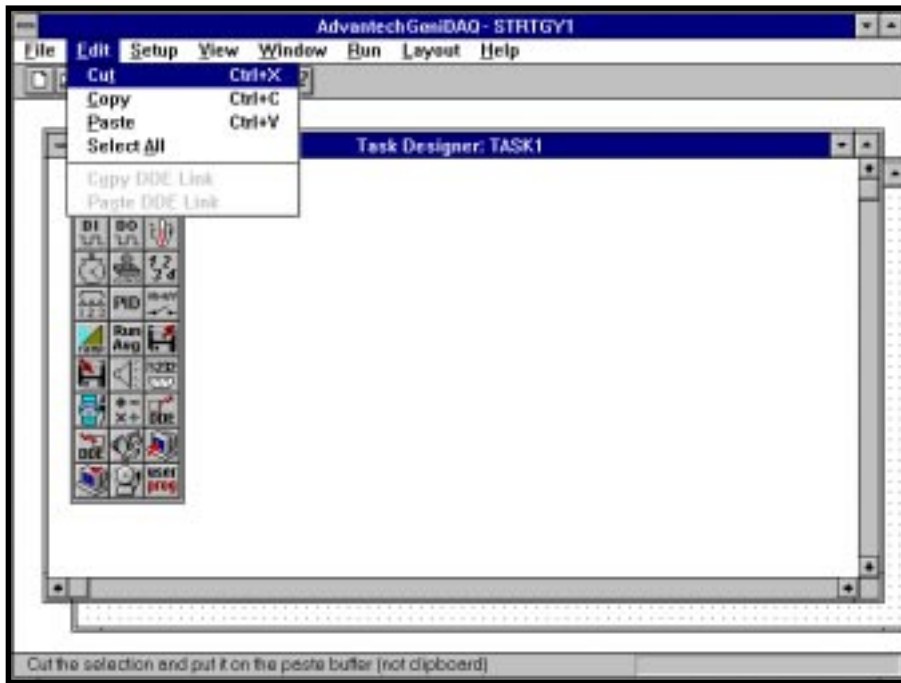 AdvantechGeniDAQ - STRTGY1
File Edit Setup View Window Run Layout Help
Cut Ctrl+X
Copy Ctrl+C
Paste Ctrl+V
Select All
Copy DDE Link
Paste DDE Link
Task Designer: TASK1
DI DO
PID
Run Avg
DDE
DDE
user prog
Cut the selection and put it on the paste buffer (not clipboard)